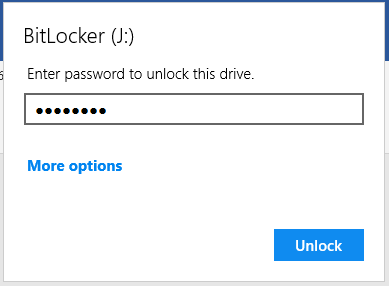 BitLocker (J:)
Enter password to unlock this drive.
••••••••
More options
Unlock